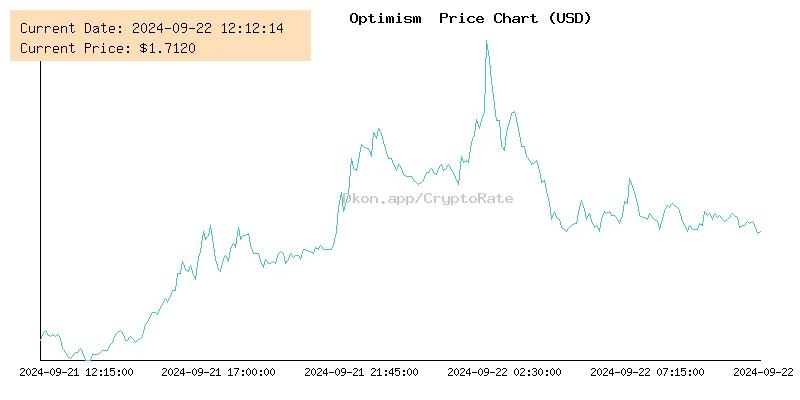 Optimism  Price Chart (USD)
Current Date: 2024-09-22 12:12:14
Current Price: $1.7120
Dkon.app/CryptoRate
2024-09-21 12:15:00 2024-09-21 17:00:00 2024-09-21 21:45:00 2024-09-22 02:30:00 2024-09-22 07:15:00 2024-09-22